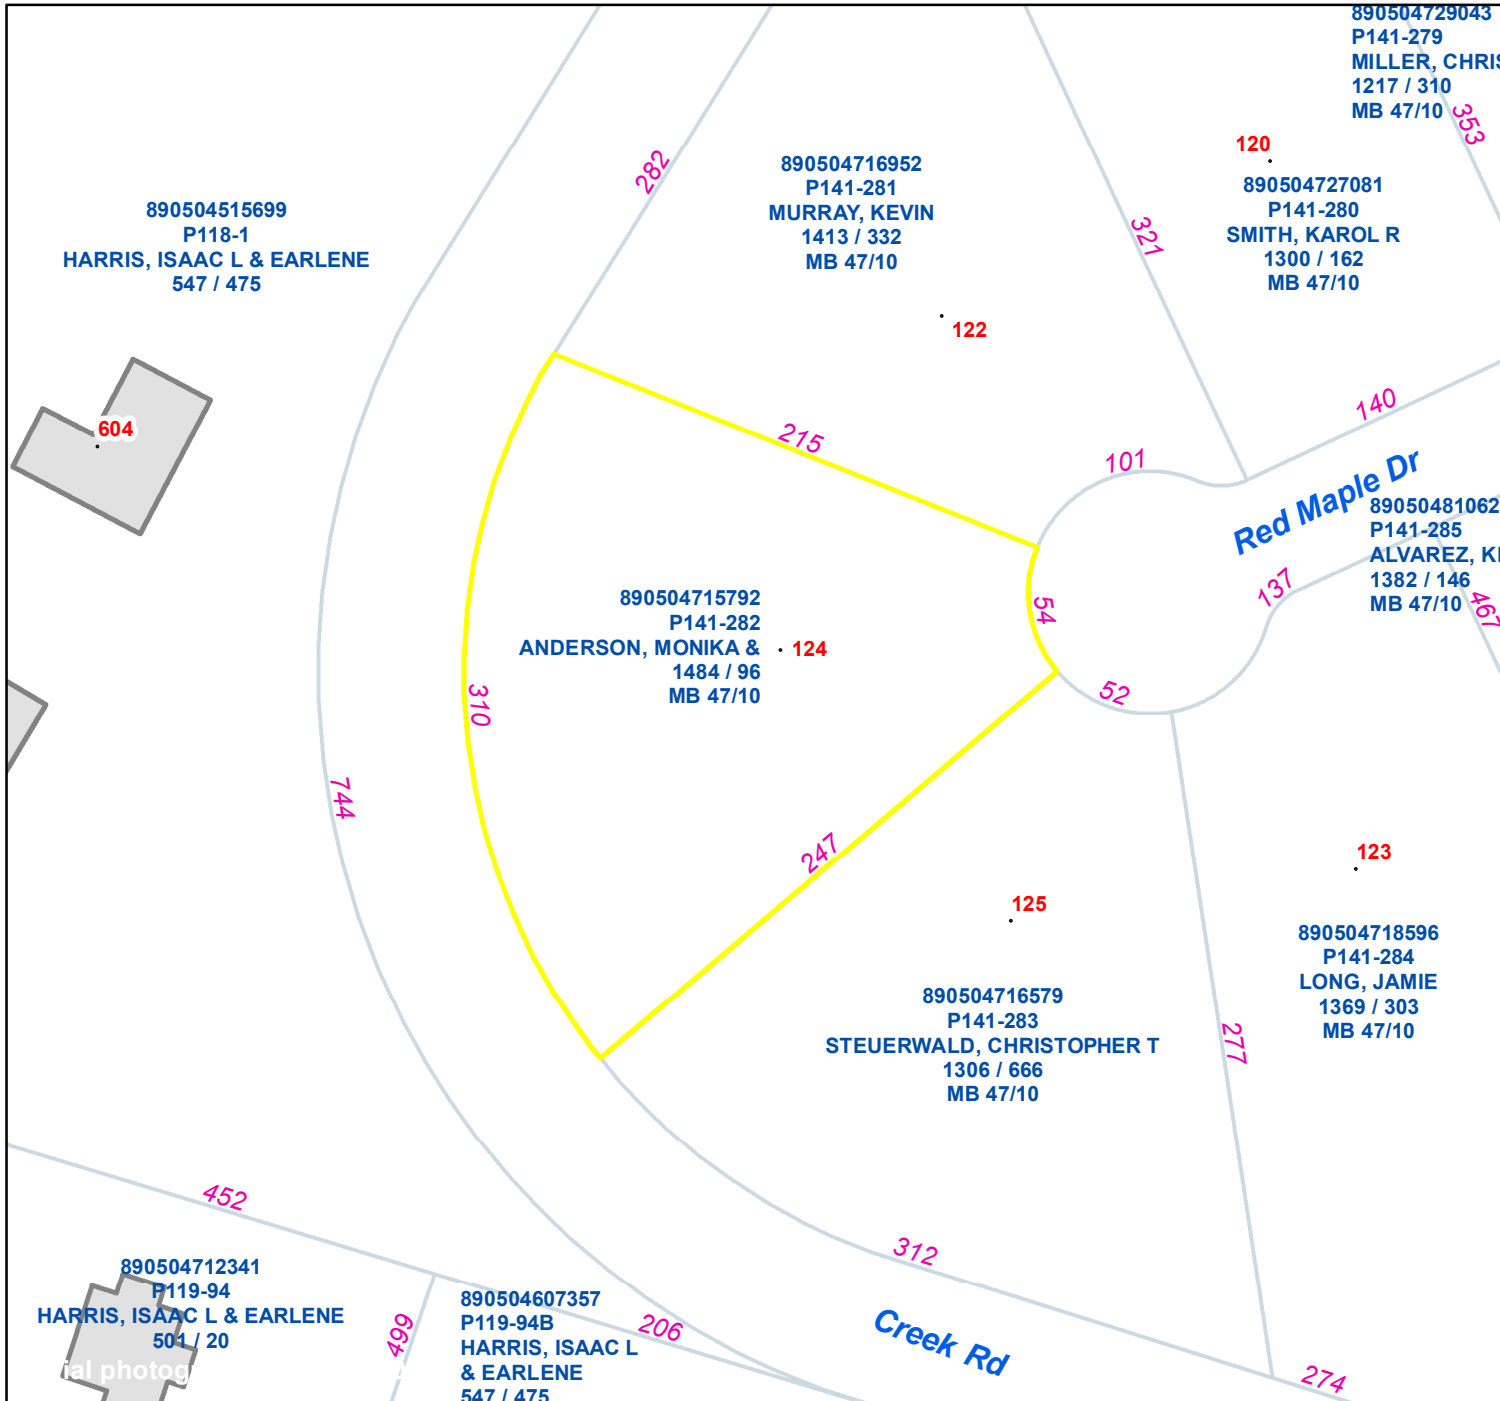 890504729043
P141-279
MILLER, CHRIS
1217 / 310
MB 47/10
353
120
890504727081
P141-280
SMITH, KAROL R
1300 / 162
MB 47/10
282
890504716952
P141-281
MURRAY, KEVIN
1413 / 332
MB 47/10
321
122
890504515699
P118-1
HARRIS, ISAAC L & EARLENE
547 / 475
604
215
101
140
Red Maple Dr
89050481062
P141-285
ALVAREZ, KI
1382 / 146
MB 47/10
137
467
54
52
890504715792
P141-282
ANDERSON, MONIKA &
1484 / 96
MB 47/10
124
310
744
247
125
890504716579
P141-283
STEUERWALD, CHRISTOPHER T
1306 / 666
MB 47/10
123
890504718596
P141-284
LONG, JAMIE
1369 / 303
MB 47/10
277
452
312
Creek Rd
274
890504712341
P119-94
HARRIS, ISAAC L & EARLENE
501 / 20
499
890504607357
P119-94B
HARRIS, ISAAC L
& EARLENE
547 / 475
206
ial photog